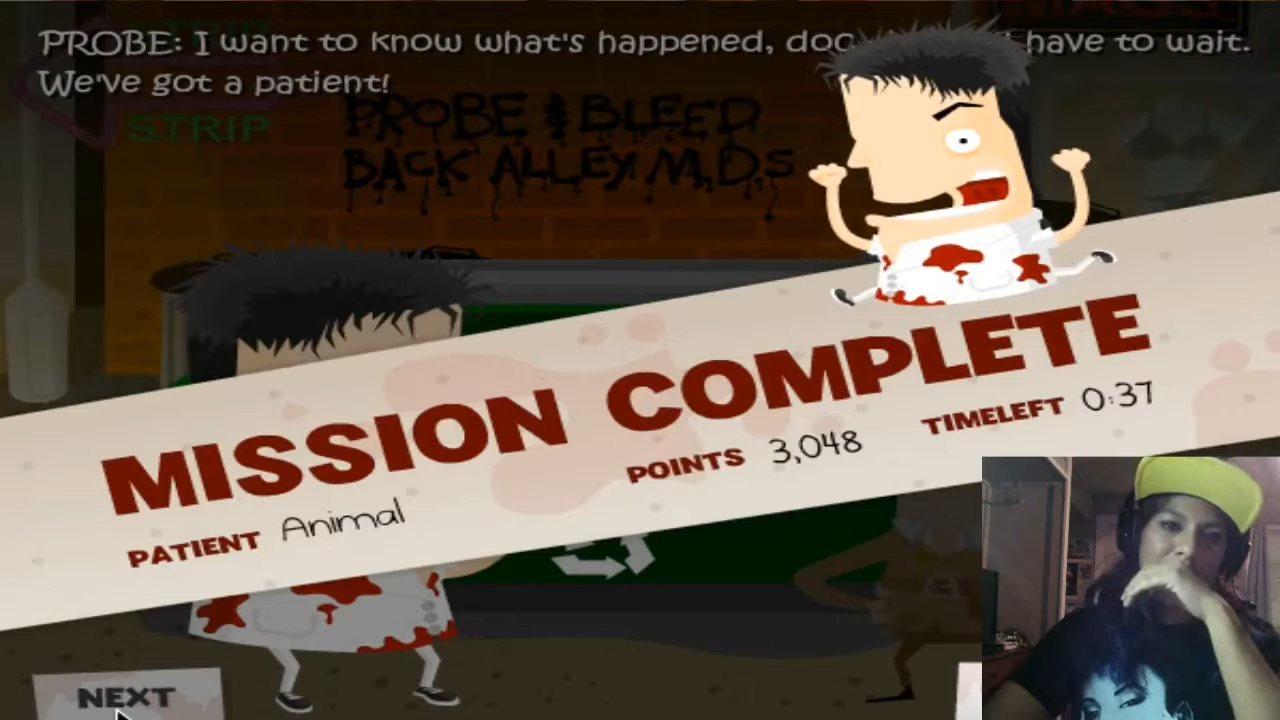 PROBE: I want to know what's happened, doc have to wait.
We've got a patient!
STRIP
PROBE & BLEED
BACK ALLEY M.D.S
MISSION COMPLETE
PATIENT Animal
POINTS 3,048
TIMELEFT 0:37
NEXT